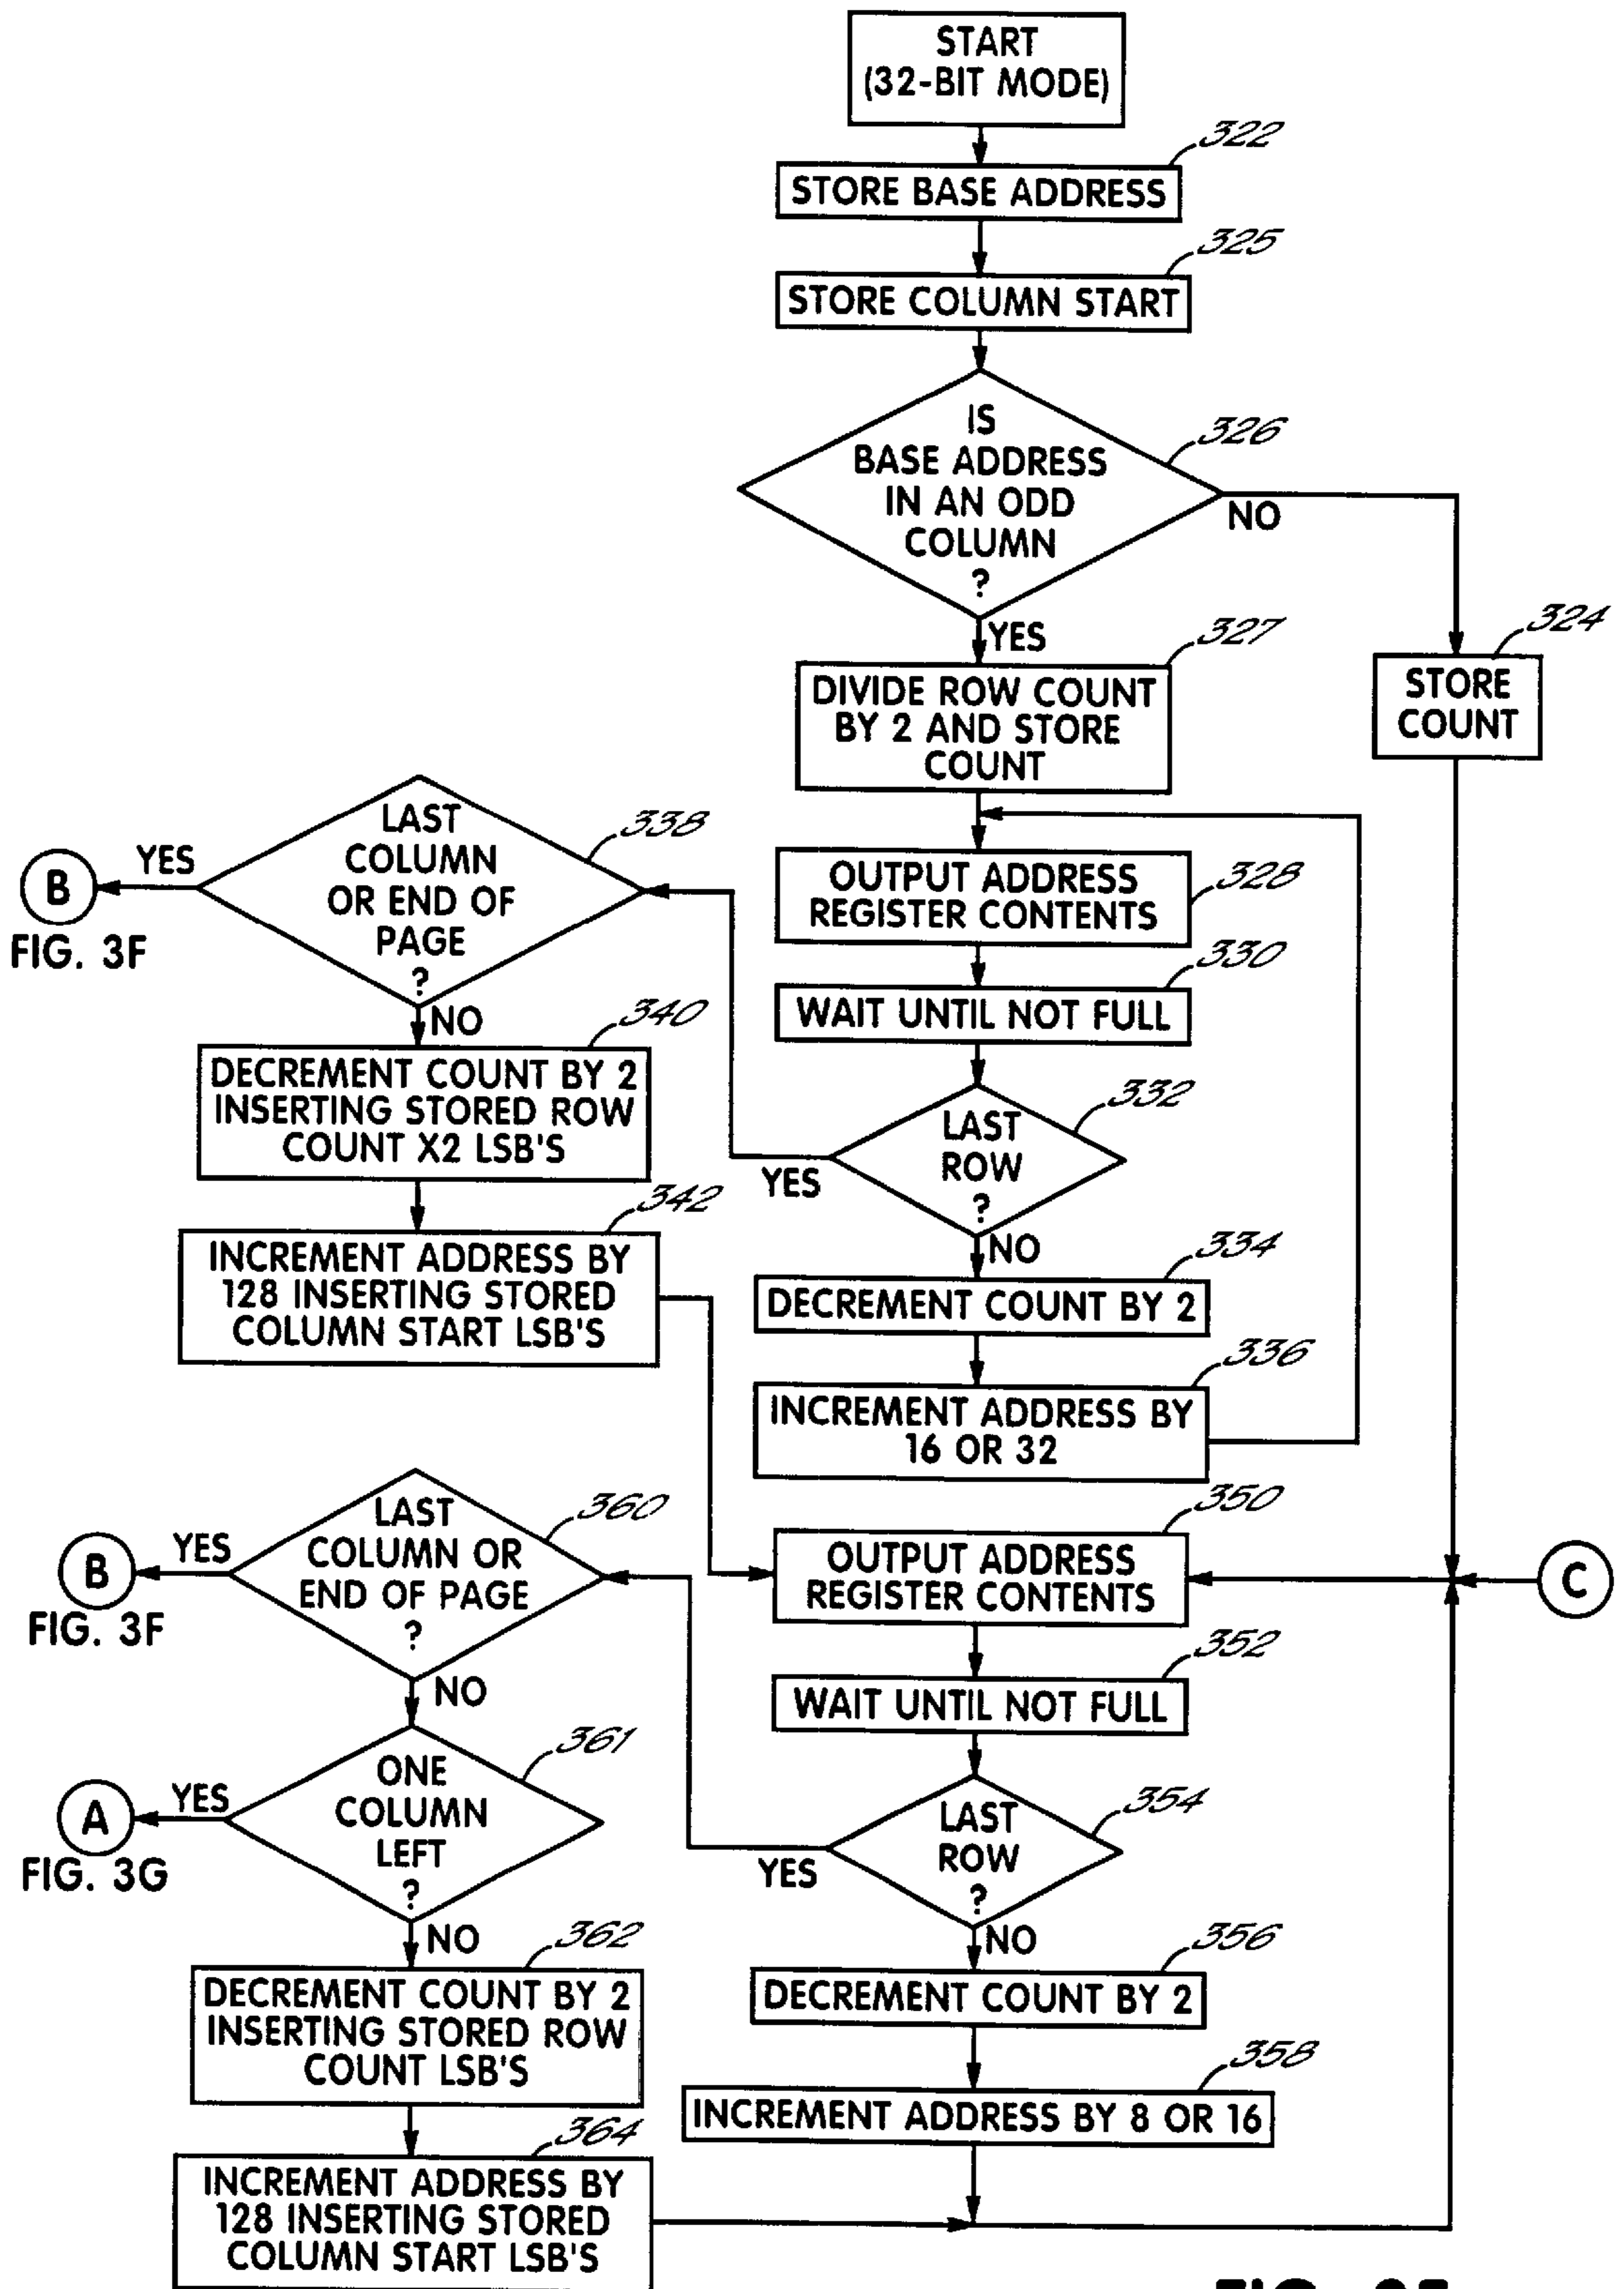 START
(32-BIT MODE)
322
STORE BASE ADDRESS
325
STORE COLUMN START
IS
BASE ADDRESS
IN AN ODD
COLUMN
?
326
NO
YES
324
STORE
COUNT
327
DIVIDE ROW COUNT
BY 2 AND STORE
COUNT
LAST
COLUMN
OR END OF
PAGE
?
338
YES
B
FIG. 3F
NO
OUTPUT ADDRESS
REGISTER CONTENTS
328
330
WAIT UNTIL NOT FULL
340
DECREMENT COUNT BY 2
INSERTING STORED ROW
COUNT X2 LSB'S
LAST
ROW
?
332
YES
NO
342
INCREMENT ADDRESS BY
128 INSERTING STORED
COLUMN START LSB'S
334
DECREMENT COUNT BY 2
336
INCREMENT ADDRESS BY
16 OR 32
LAST
COLUMN OR
END OF PAGE
?
360
YES
B
FIG. 3F
NO
350
OUTPUT ADDRESS
REGISTER CONTENTS
C
352
WAIT UNTIL NOT FULL
ONE
COLUMN
LEFT
?
361
YES
A
FIG. 3G
NO
LAST
ROW
?
354
YES
NO
362
DECREMENT COUNT BY 2
INSERTING STORED ROW
COUNT LSB'S
356
DECREMENT COUNT BY 2
358
INCREMENT ADDRESS BY 8 OR 16
364
INCREMENT ADDRESS BY
128 INSERTING STORED
COLUMN START LSB'S